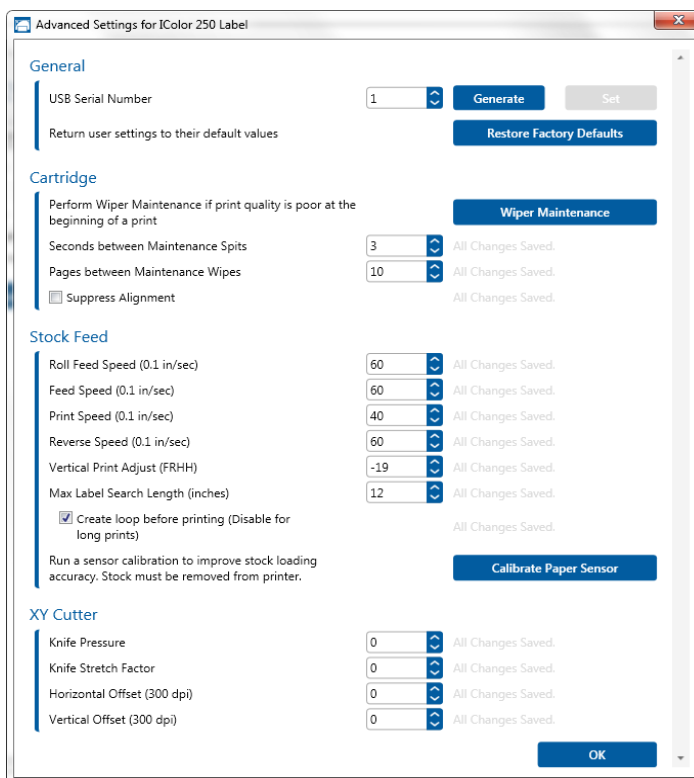 Advanced Settings for IColor 250 Label
General
USB Serial Number 1 Generate Set
Return user settings to their default values Restore Factory Defaults
Cartridge
Perform Wiper Maintenance if print quality is poor at the
beginning of a print
Wiper Maintenance
Seconds between Maintenance Spits 3 All Changes Saved.
Pages between Maintenance Wipes 10 All Changes Saved.
Suppress Alignment All Changes Saved.
Stock Feed
Roll Feed Speed (0.1 in/sec) 60 All Changes Saved.
Feed Speed (0.1 in/sec) 60 All Changes Saved.
Print Speed (0.1 in/sec) 40 All Changes Saved.
Reverse Speed (0.1 in/sec) 60 All Changes Saved.
Vertical Print Adjust (FRHH) -19 All Changes Saved.
Max Label Search Length (inches) 12 All Changes Saved.
Create loop before printing (Disable for
long prints)
All Changes Saved.
Run a sensor calibration to improve stock loading
accuracy. Stock must be removed from printer.
Calibrate Paper Sensor
XY Cutter
Knife Pressure 0 All Changes Saved.
Knife Stretch Factor 0 All Changes Saved.
Horizontal Offset (300 dpi) 0 All Changes Saved.
Vertical Offset (300 dpi) 0 All Changes Saved.
OK